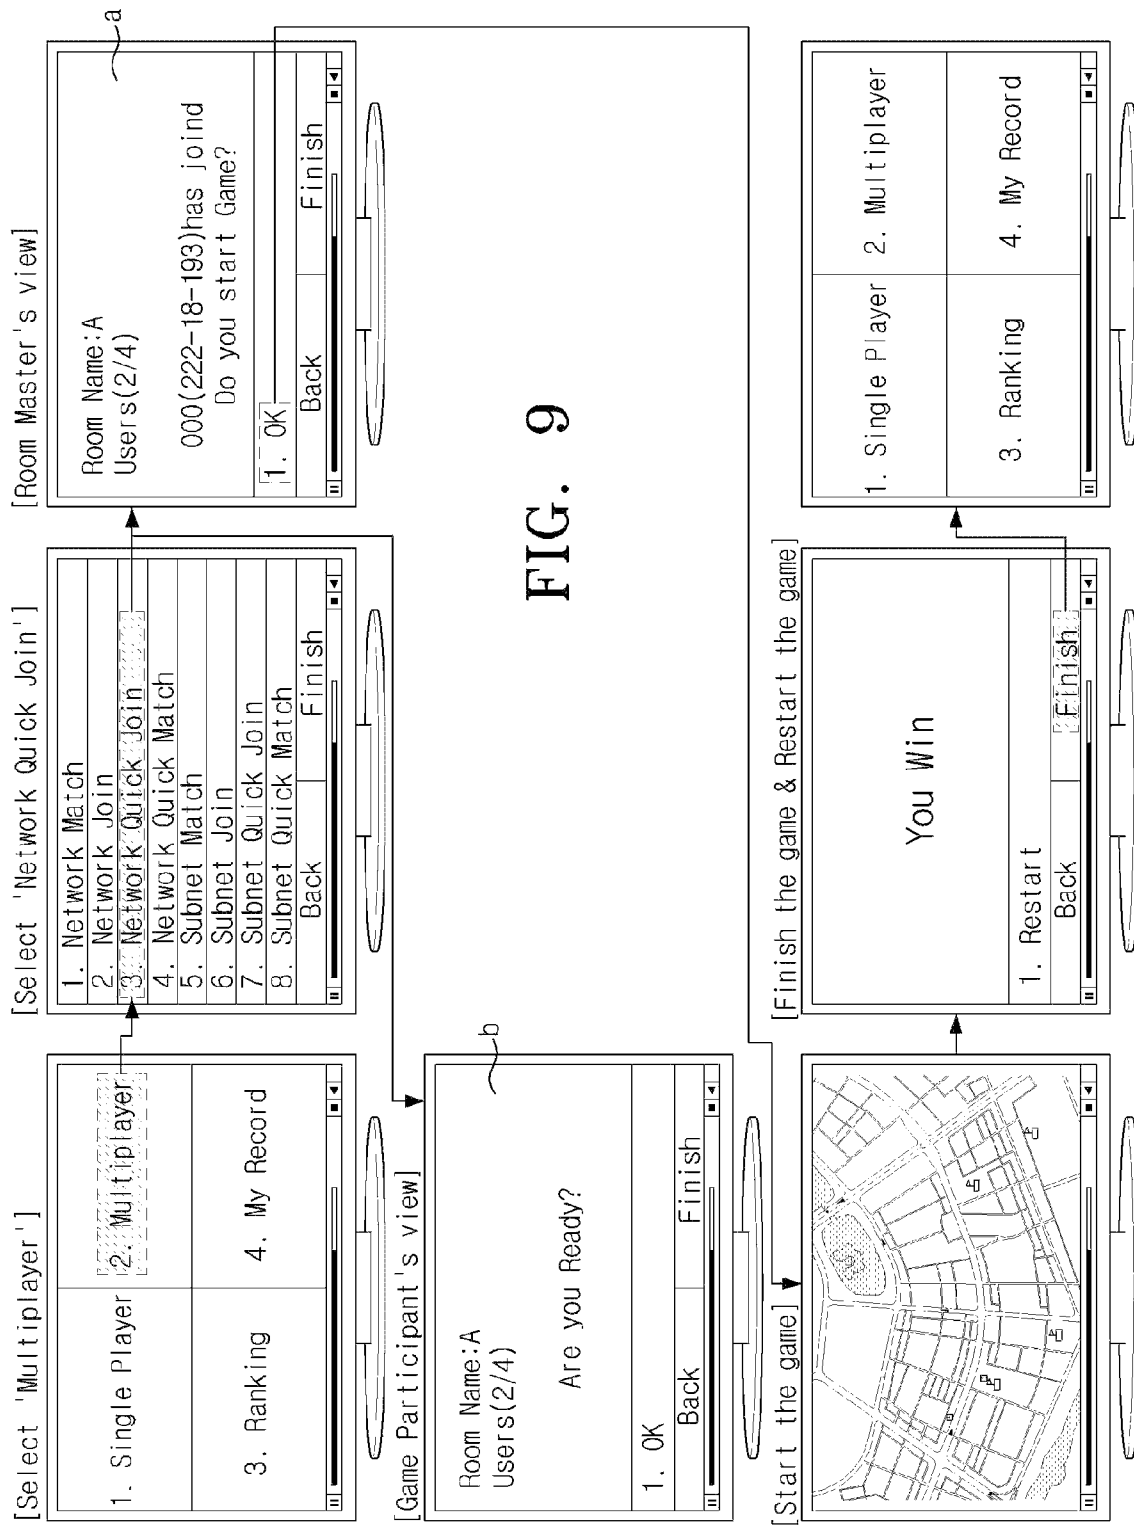 [Select 'Multiplayer']
1. Single Player
2. Multiplayer
3. Ranking
4. My Record
[Select 'Network Quick Join']
1. Network Match
2. Network Join
3. Network Quick Join
4. Network Quick Match
5. Subnet Match
6. Subnet Join
7. Subnet Quick Join
8. Subnet Quick Match
Back
Finish
[Room Master's view]
a
Room Name:A
Users(2/4)
000(222-18-193)has joind
Do you start Game?
1. OK
Back
Finish
[Game Participant's view]
b
Room Name:A
Users(2/4)
Are you Ready?
1. OK
Back
Finish
FIG. 9
[Start the game]
[Finish the game & Restart the game]
You Win
1. Restart
Back
Finish
1. Single Player
2. Multiplayer
3. Ranking
4. My Record